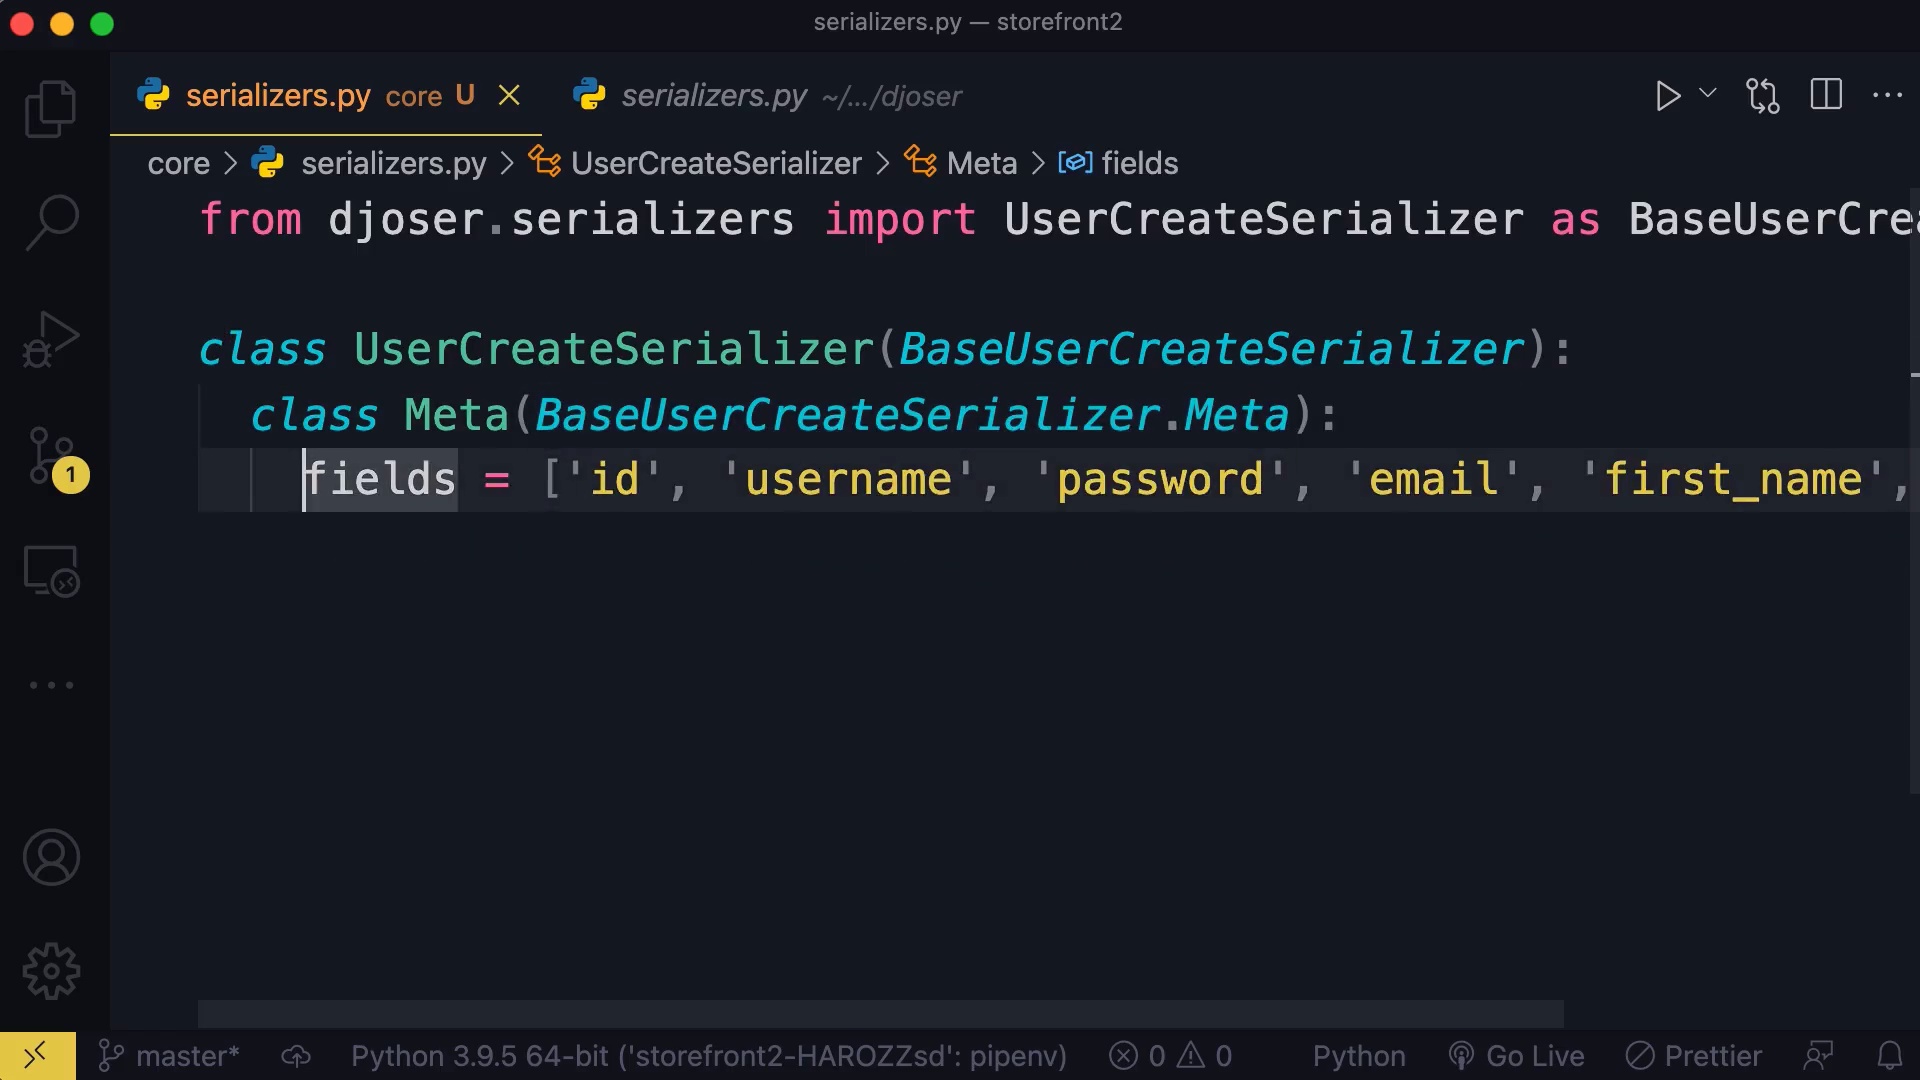 serializers.py — storefront2
serializers.py core U
serializers.py ~/.../djoser
core > serializers.py > UserCreateSerializer > Meta > fields
from djoser.serializers import UserCreateSerializer as BaseUserCrea
class UserCreateSerializer(BaseUserCreateSerializer):
class Meta(BaseUserCreateSerializer.Meta):
fields = ['id', 'username', 'password', 'email', 'first_name',
1
master* Python 3.9.5 64-bit ('storefront2-HAROZZsd': pipenv) 0 0 Python Go Live Prettier